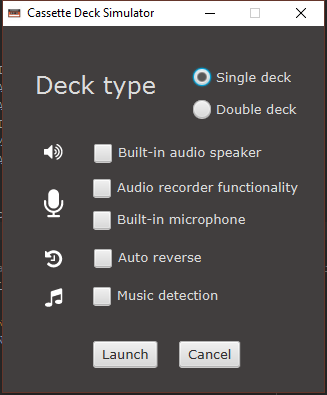 Cassette Deck Simulator
Deck type
Single deck
Double deck
Built-in audio speaker
Audio recorder functionality
Built-in microphone
Auto reverse
Music detection
Launch
Cancel